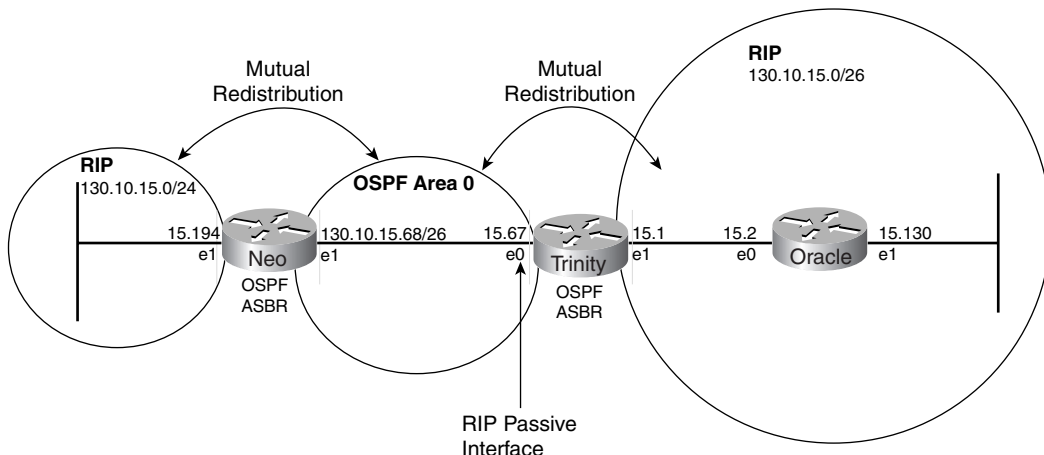 Mutual
Redistribution
Mutual
Redistribution
RIP
130.10.15.0/26
RIP
130.10.15.0/24
OSPF Area 0
15.194
e1
Neo
OSPF
ASBR
130.10.15.68/26
e1
15.67
e0
Trinity
OSPF
ASBR
15.1
e1
15.2
e0
Oracle
15.130
e1
RIP Passive
Interface